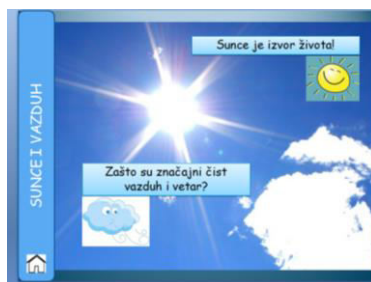 SUNCE I VAZDUH
Sunce je izvor života!
Zašto su značajni čist
vazduh i vetar?